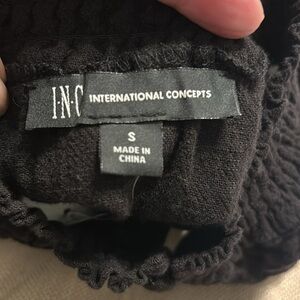 I.N.C INTERNATIONAL CONCEPTS
S
MADE IN
CHINA